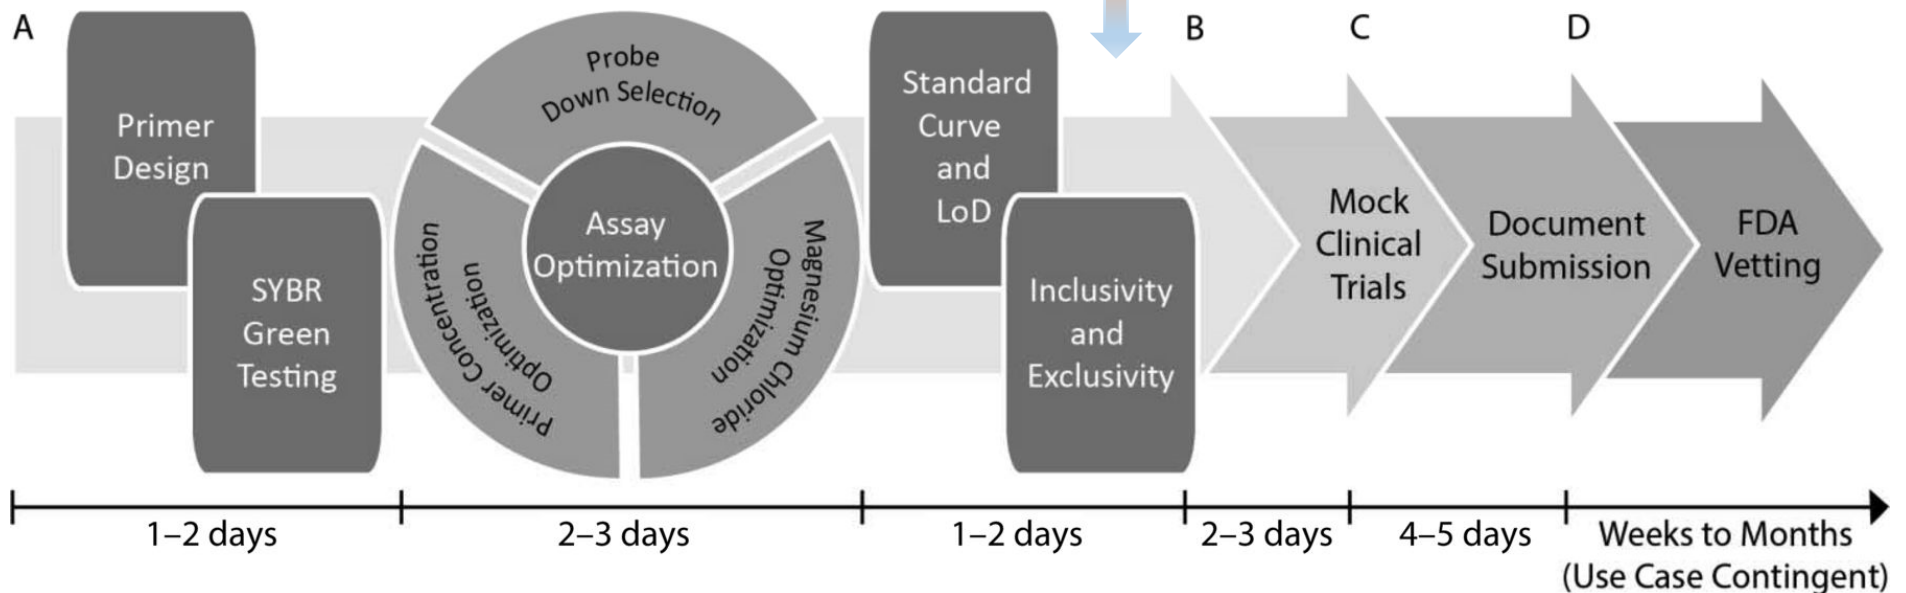 A
Primer
Design
SYBR
Green
Testing
Probe
Down Selection
Assay
Optimization
Primer Concentration
Optimization
Magnesium Chloride
Optimization
Standard
Curve
and
LoD
Inclusivity
and
Exclusivity
B
C
Mock
Clinical
Trials
D
Document
Submission
FDA
Vetting
1–2 days
2–3 days
1–2 days
2–3 days
4–5 days
Weeks to Months
(Use Case Contingent)